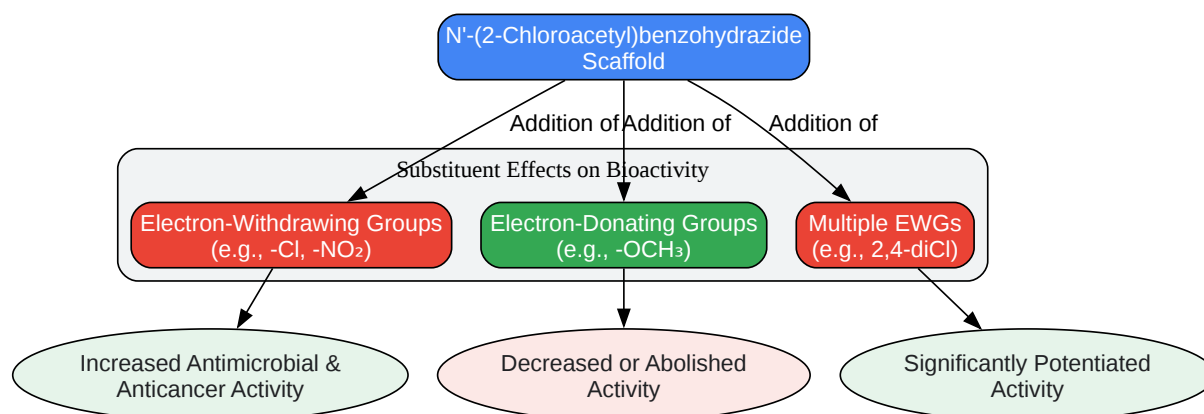 N'-(2-Chloroacetyl)benzohydrazide
Scaffold
Addition of
Addition of
Addition of
Substituent Effects on Bioactivity
Electron-Withdrawing Groups
(e.g., -Cl, -NO₂)
Electron-Donating Groups
(e.g., -OCH₃)
Multiple EWGs
(e.g., 2,4-diCl)
Increased Antimicrobial &
Anticancer Activity
Decreased or Abolished
Activity
Significantly Potentiated
Activity